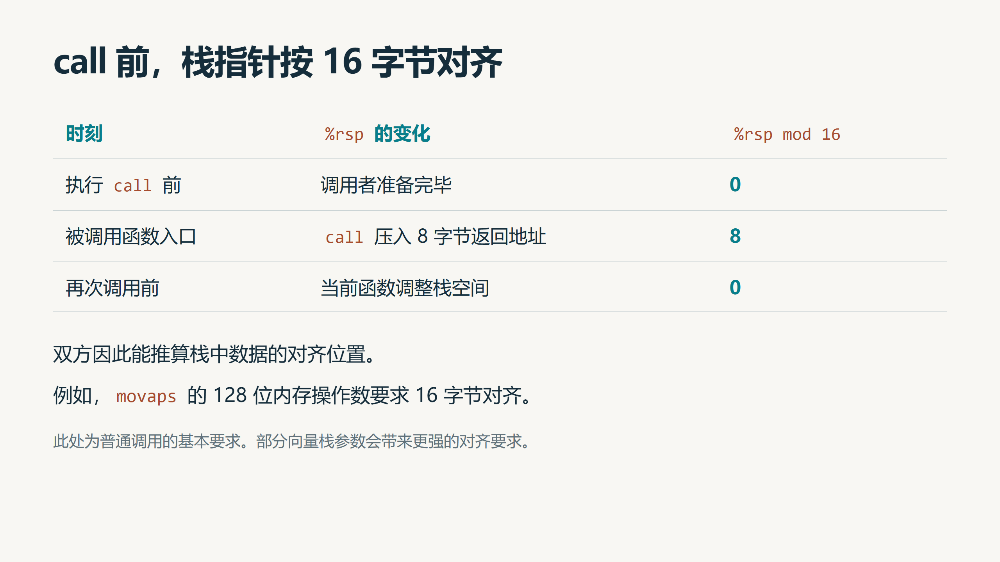 call 前，栈指针按 16 字节对齐
时刻 %rsp 的变化 %rsp mod 16
执行 call 前 调用者准备完毕 0
被调用函数入口 call 压入 8 字节返回地址 8
再次调用前 当前函数调整栈空间 0
双方因此能推算栈中数据的对齐位置。
例如， movaps 的 128 位内存操作数要求 16 字节对齐。
此处为普通调用的基本要求。部分向量栈参数会带来更强的对齐要求。